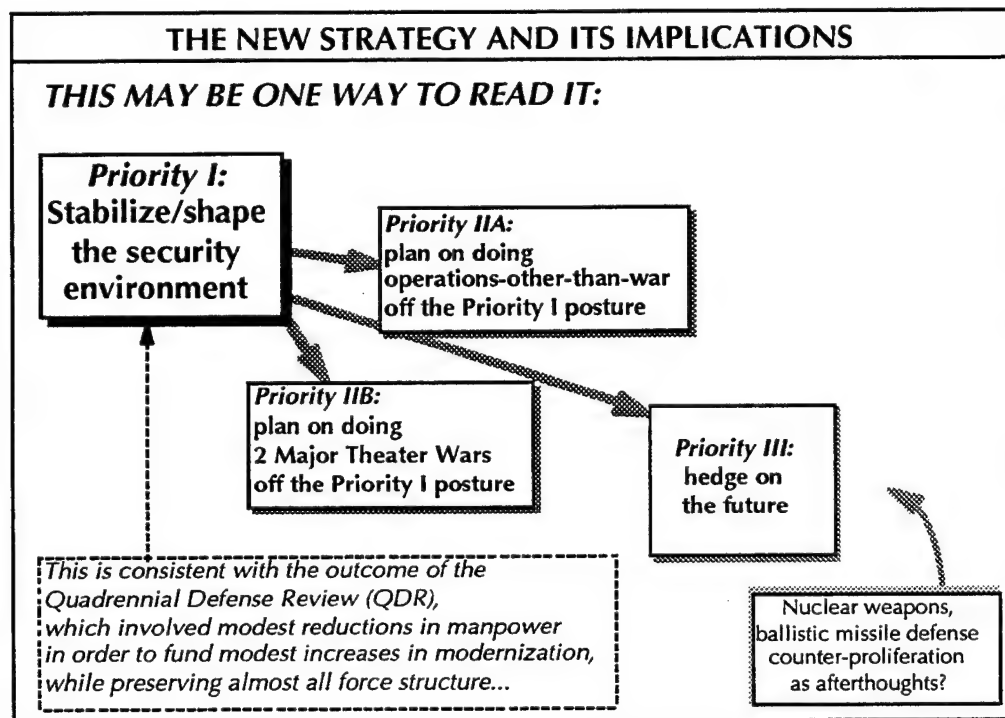 THE NEW STRATEGY AND ITS IMPLICATIONS
THIS MAY BE ONE WAY TO READ IT:
Priority I:
Stabilize/shape
the security
environment
Priority IIA:
plan on doing
operations-other-than-war
off the Priority I posture
Priority IIB:
plan on doing
2 Major Theater Wars
off the Priority I posture
Priority III:
hedge on
the future
This is consistent with the outcome of the
Quadrennial Defense Review (QDR),
which involved modest reductions in manpower
in order to fund modest increases in modernization,
while preserving almost all force structure...
Nuclear weapons,
ballistic missile defense
counter-proliferation
as afterthoughts?